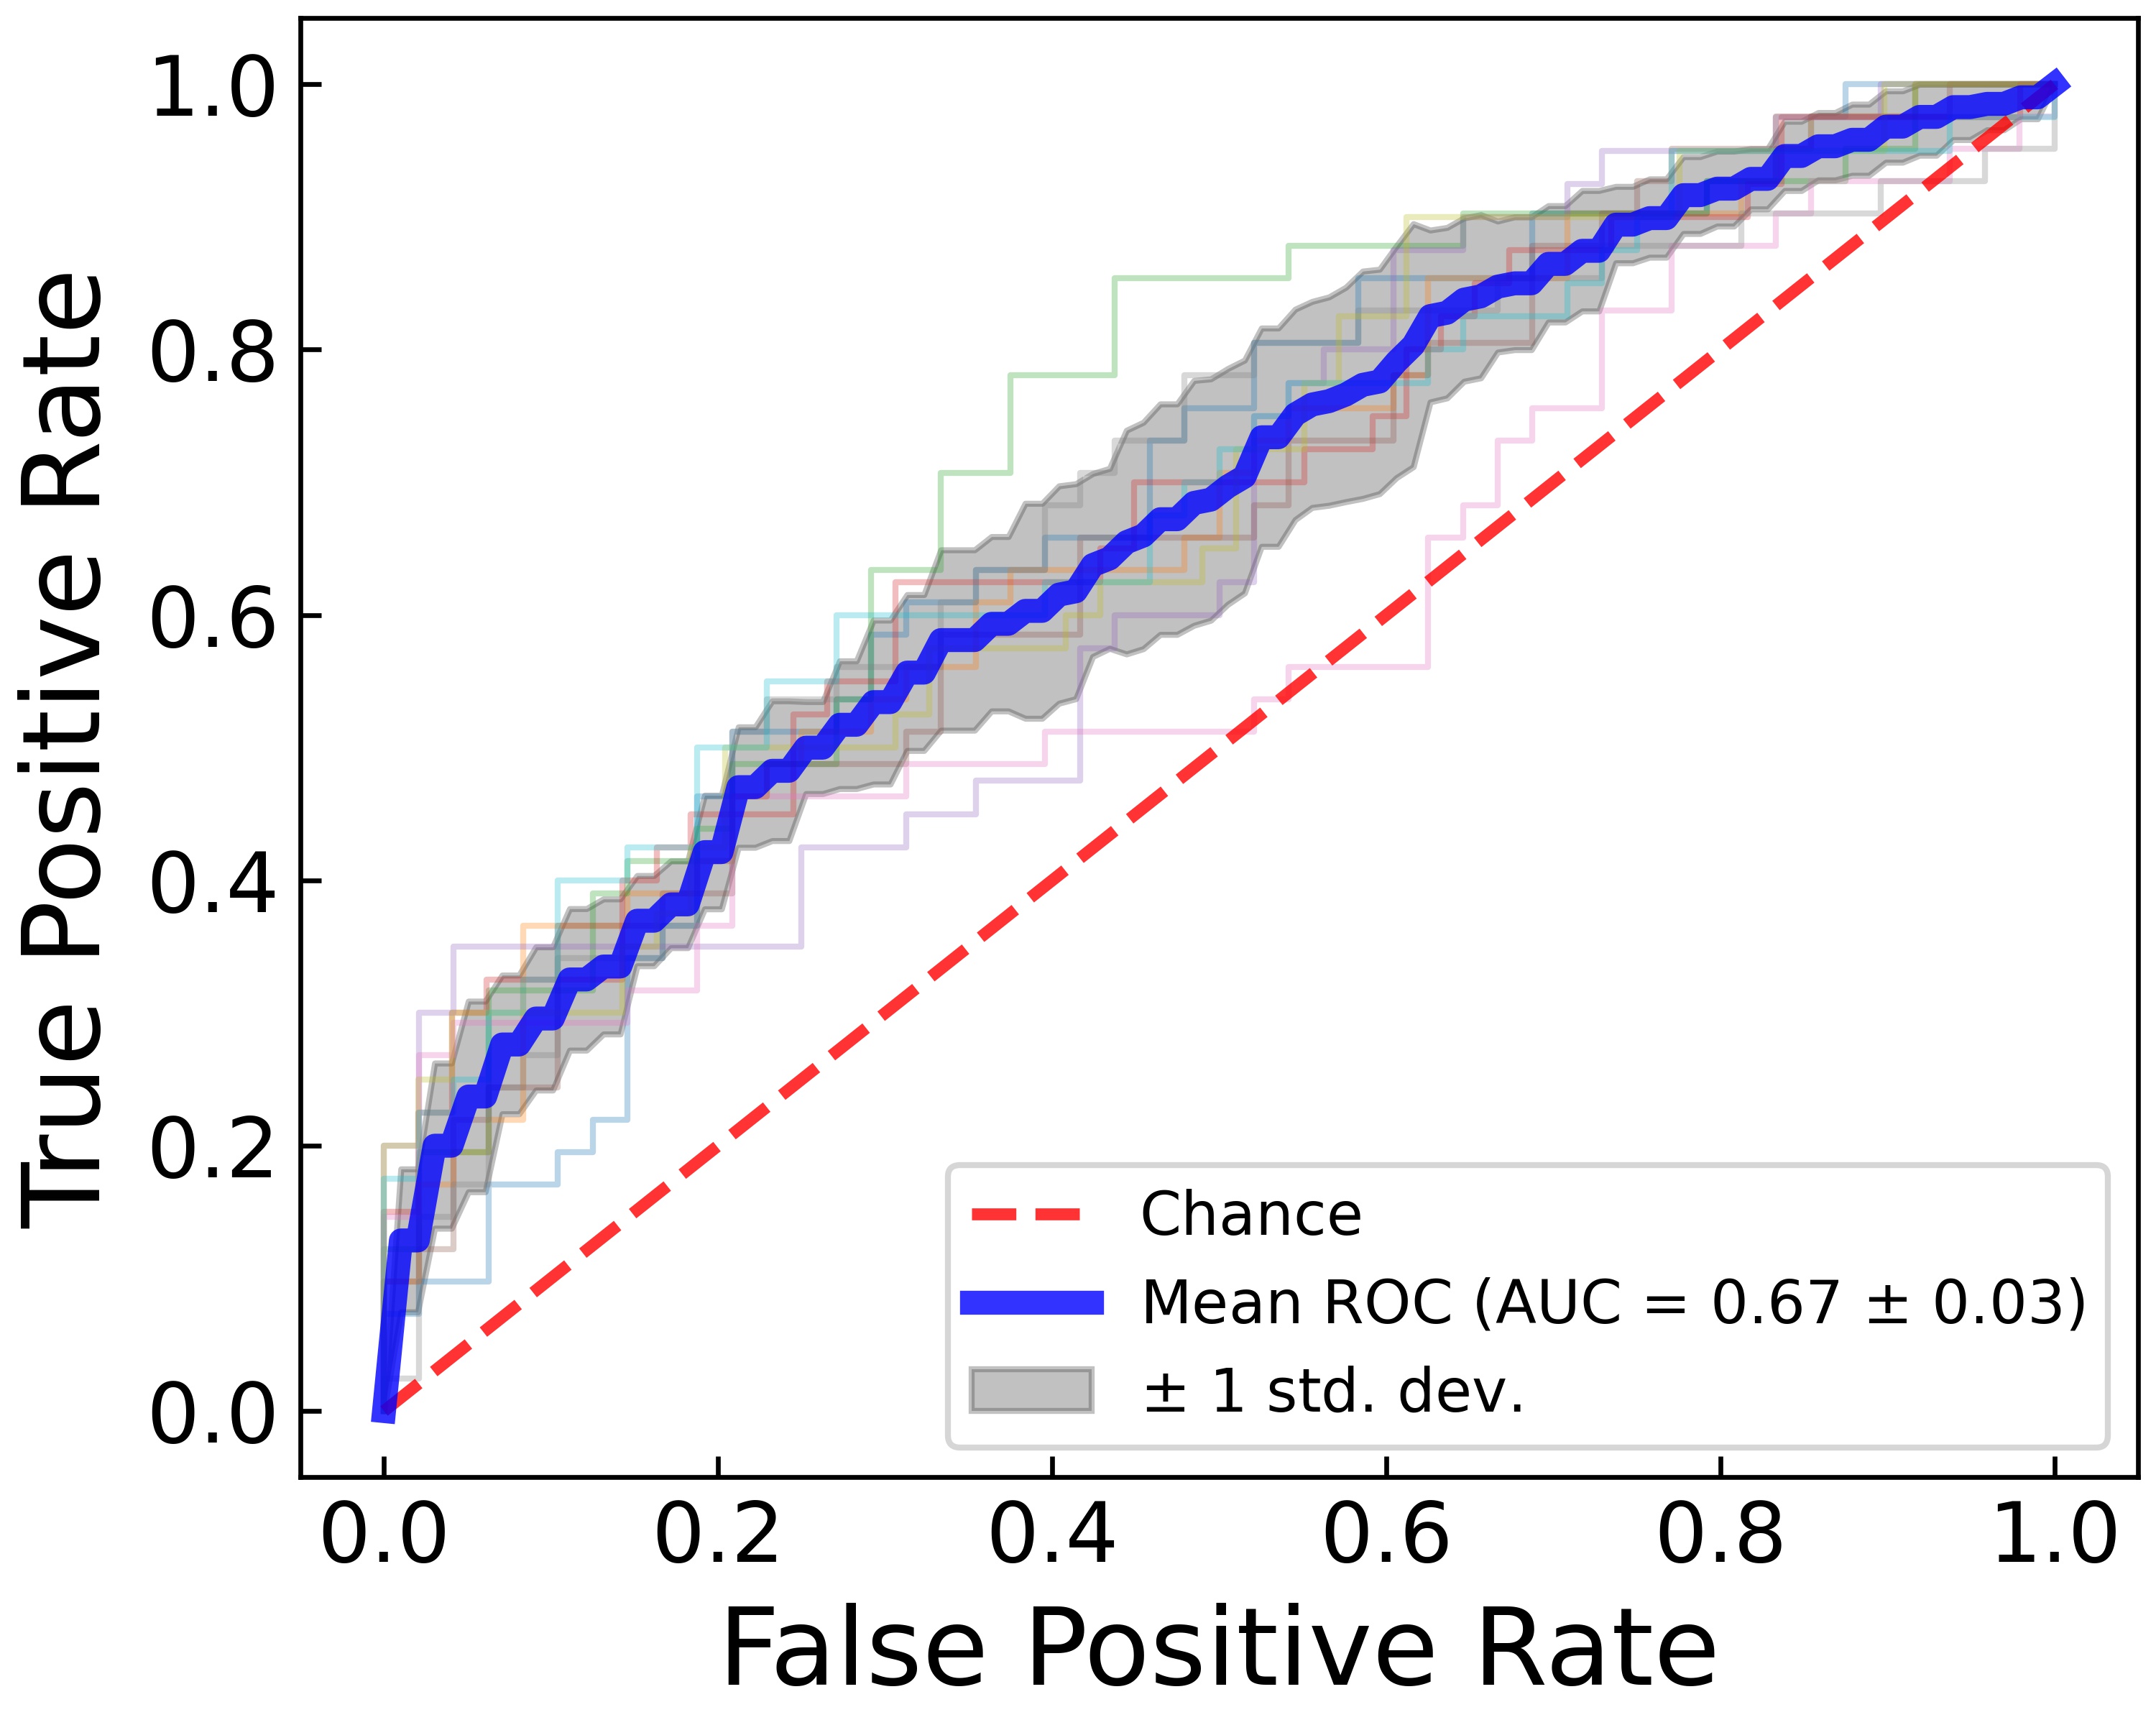 True Positive Rate
1.0
0.8
0.6
0.4
0.2
0.0
Chance
Mean ROC (AUC = 0.67 ± 0.03)
± 1 std. dev.
0.0 0.2 0.4 0.6 0.8 1.0
False Positive Rate